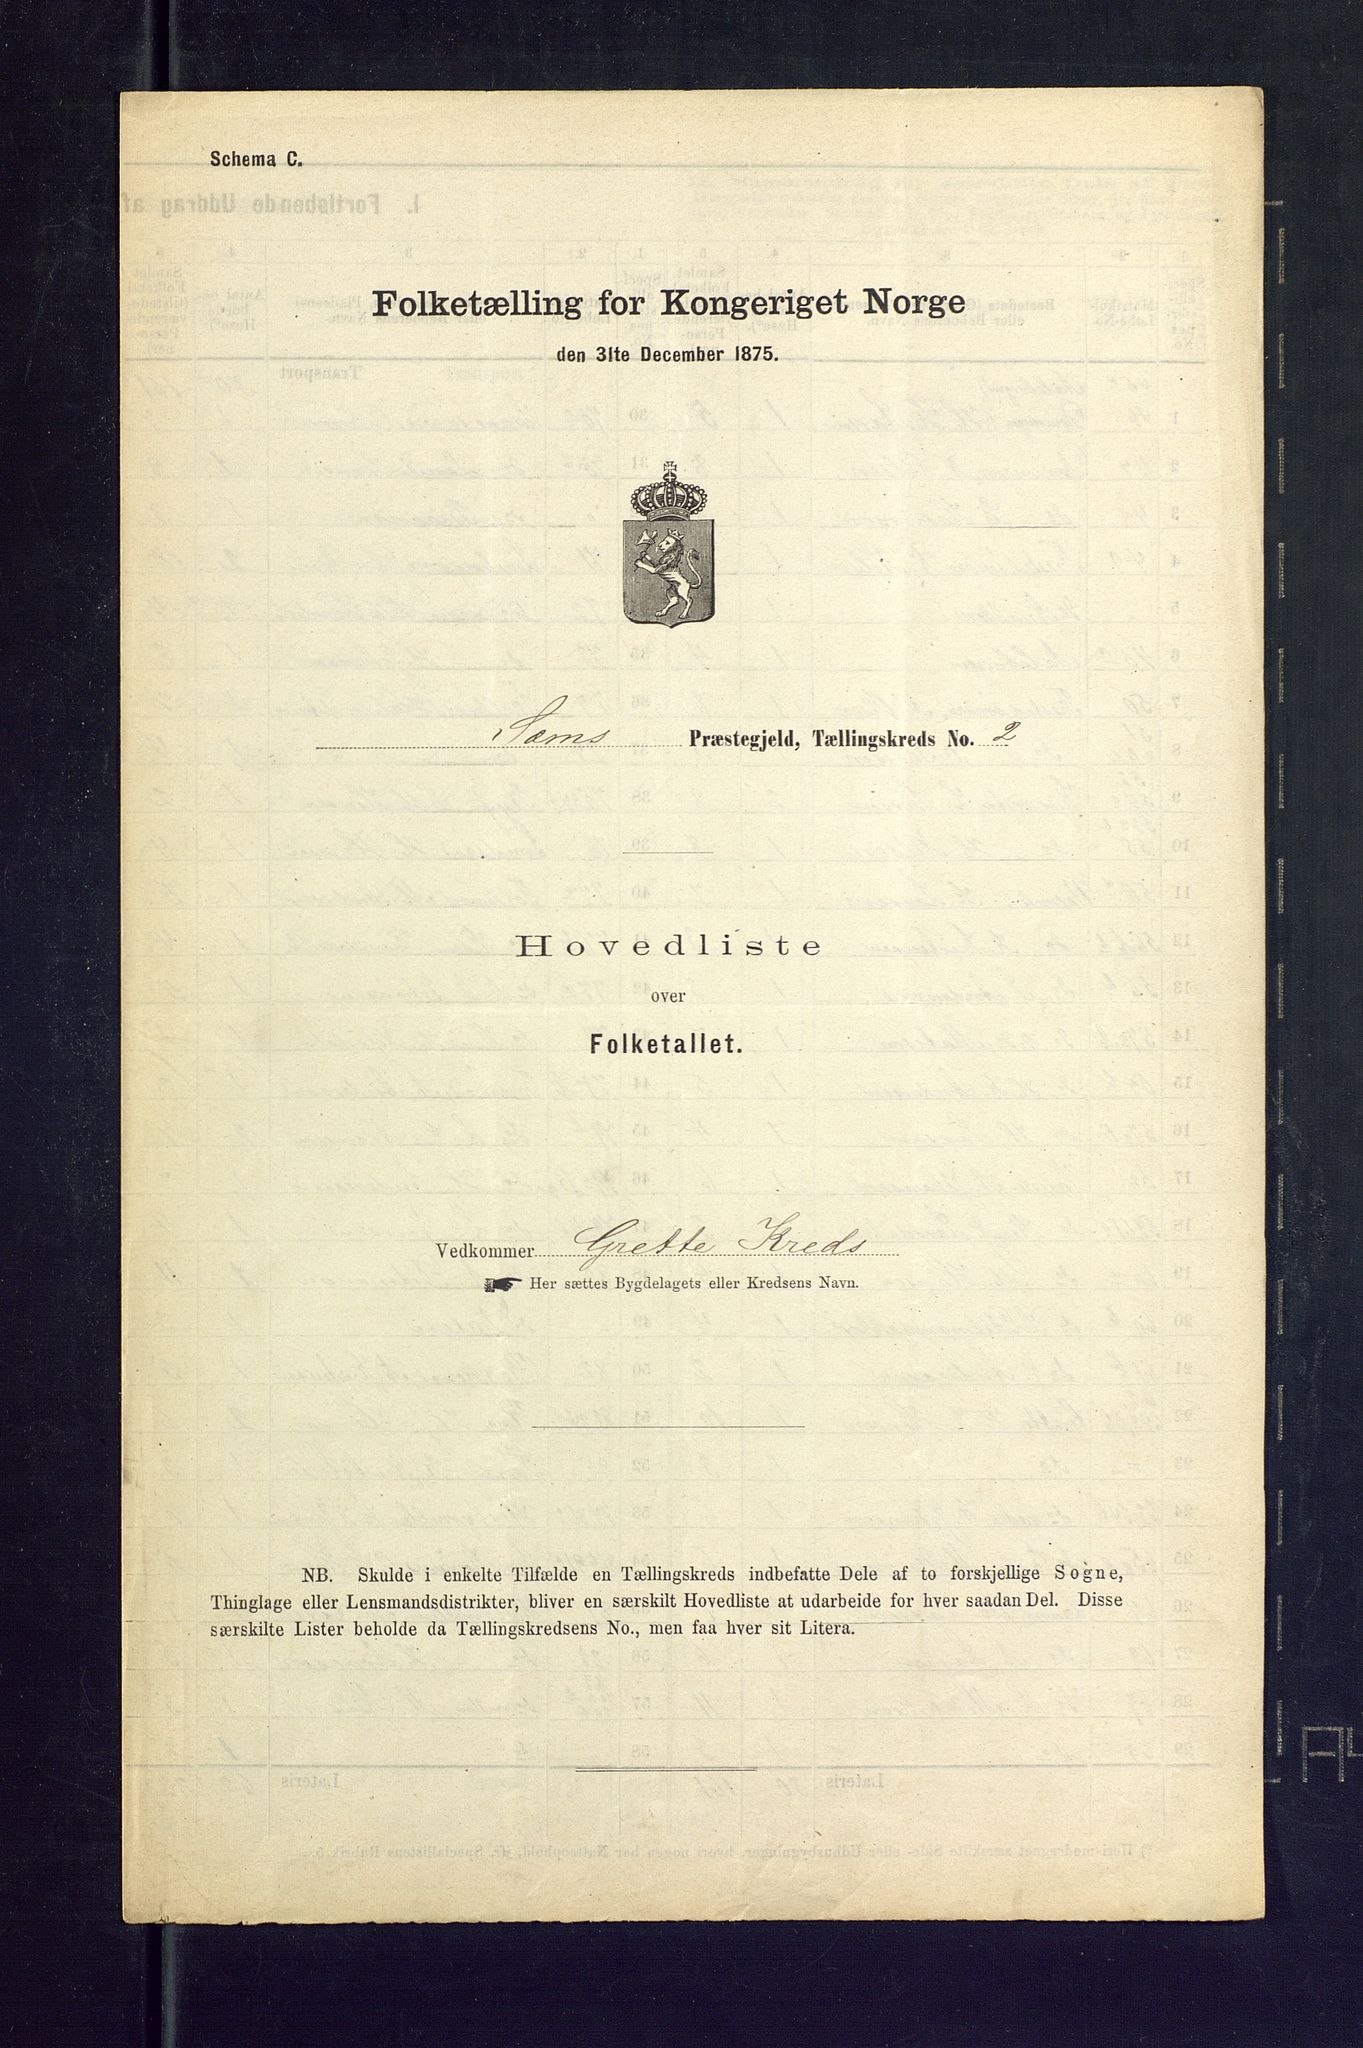 Schema C.
Folketælling for Kongeriget Norge
den 31te December 1875.
Sæms Præstegjeld, Tællingskreds No. 2
Hovedliste
over
Folketallet.
Vedkommer Grette Kreds
Her sættes Bygdelagets eller Kredsens Navn.
NB. Skulde i enkelte Tilfælde en Tællingskreds indbefatte Dele af to forskjellige Sogne,
Thinglage eller Lensmandsdistrikter, bliver en særskilt Hovedliste at udarbeide for hver saadan Del. Disse
særskilte Lister beholde da Tællingskredsens No., men faa hver sit Litera.